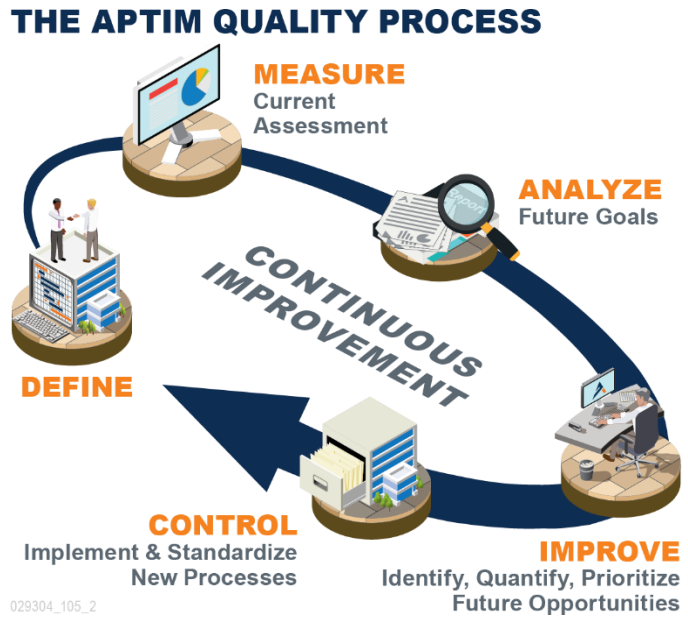 THE APTIM QUALITY PROCESS
MEASURE
Current
Assessment
Report
ANALYZE
Future Goals
CONTINUOUS
IMPROVEMENT
DEFINE
CONTROL
Implement & Standardize
New Processes
IMPROVE
Identify, Quantify, Prioritize
Future Opportunities
029304_105_2